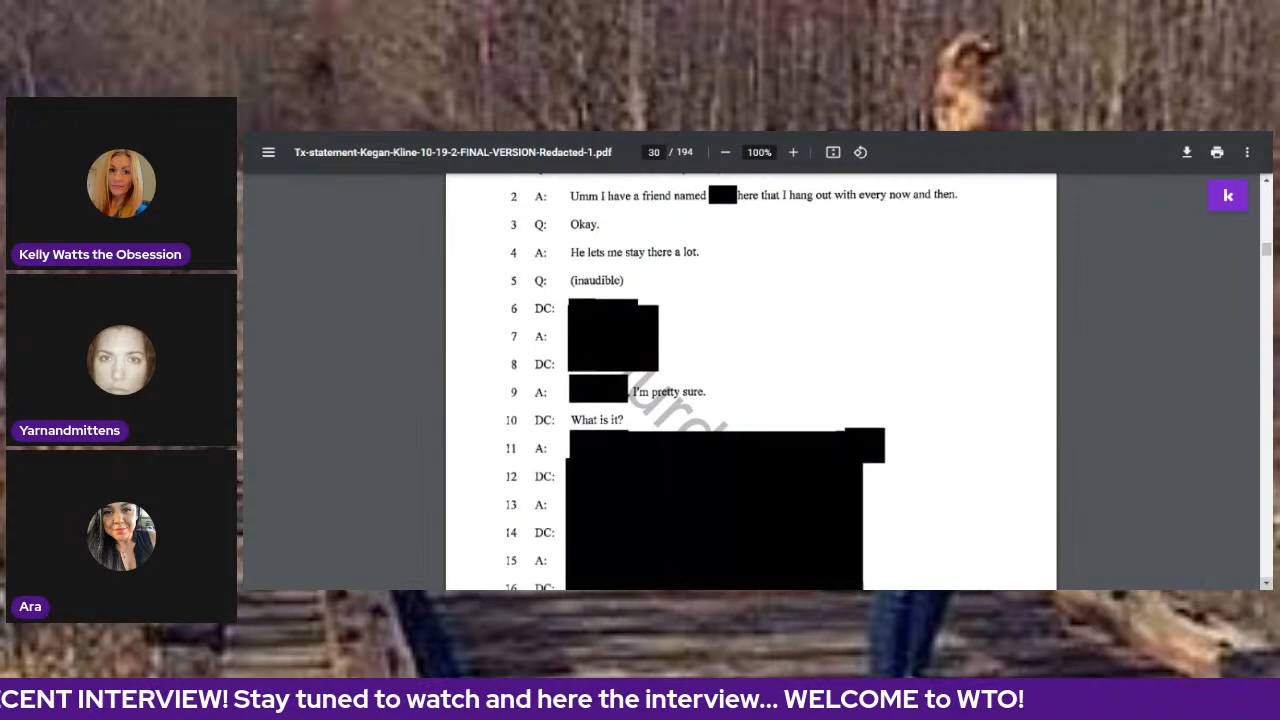 Tx-statement-Kegan-Kline-10-19-2-FINAL-VERSION-Redacted-1.pdf 30 / 194 100%
k
2 A: Umm I have a friend named here that I hang out with every now and then.
3 Q: Okay.
4 A: He lets me stay there a lot.
5 Q: (inaudible)
6 DC:
7 A:
8 DC:
9 A: , I'm pretty sure.
10 DC: What is it?
11 A:
12 DC:
13 A:
14 DC:
15 A:
16 DC:
Kelly Watts the Obsession
Yarnandmittens
Ara
CENT INTERVIEW! Stay tuned to watch and here the interview... WELCOME to WTO!